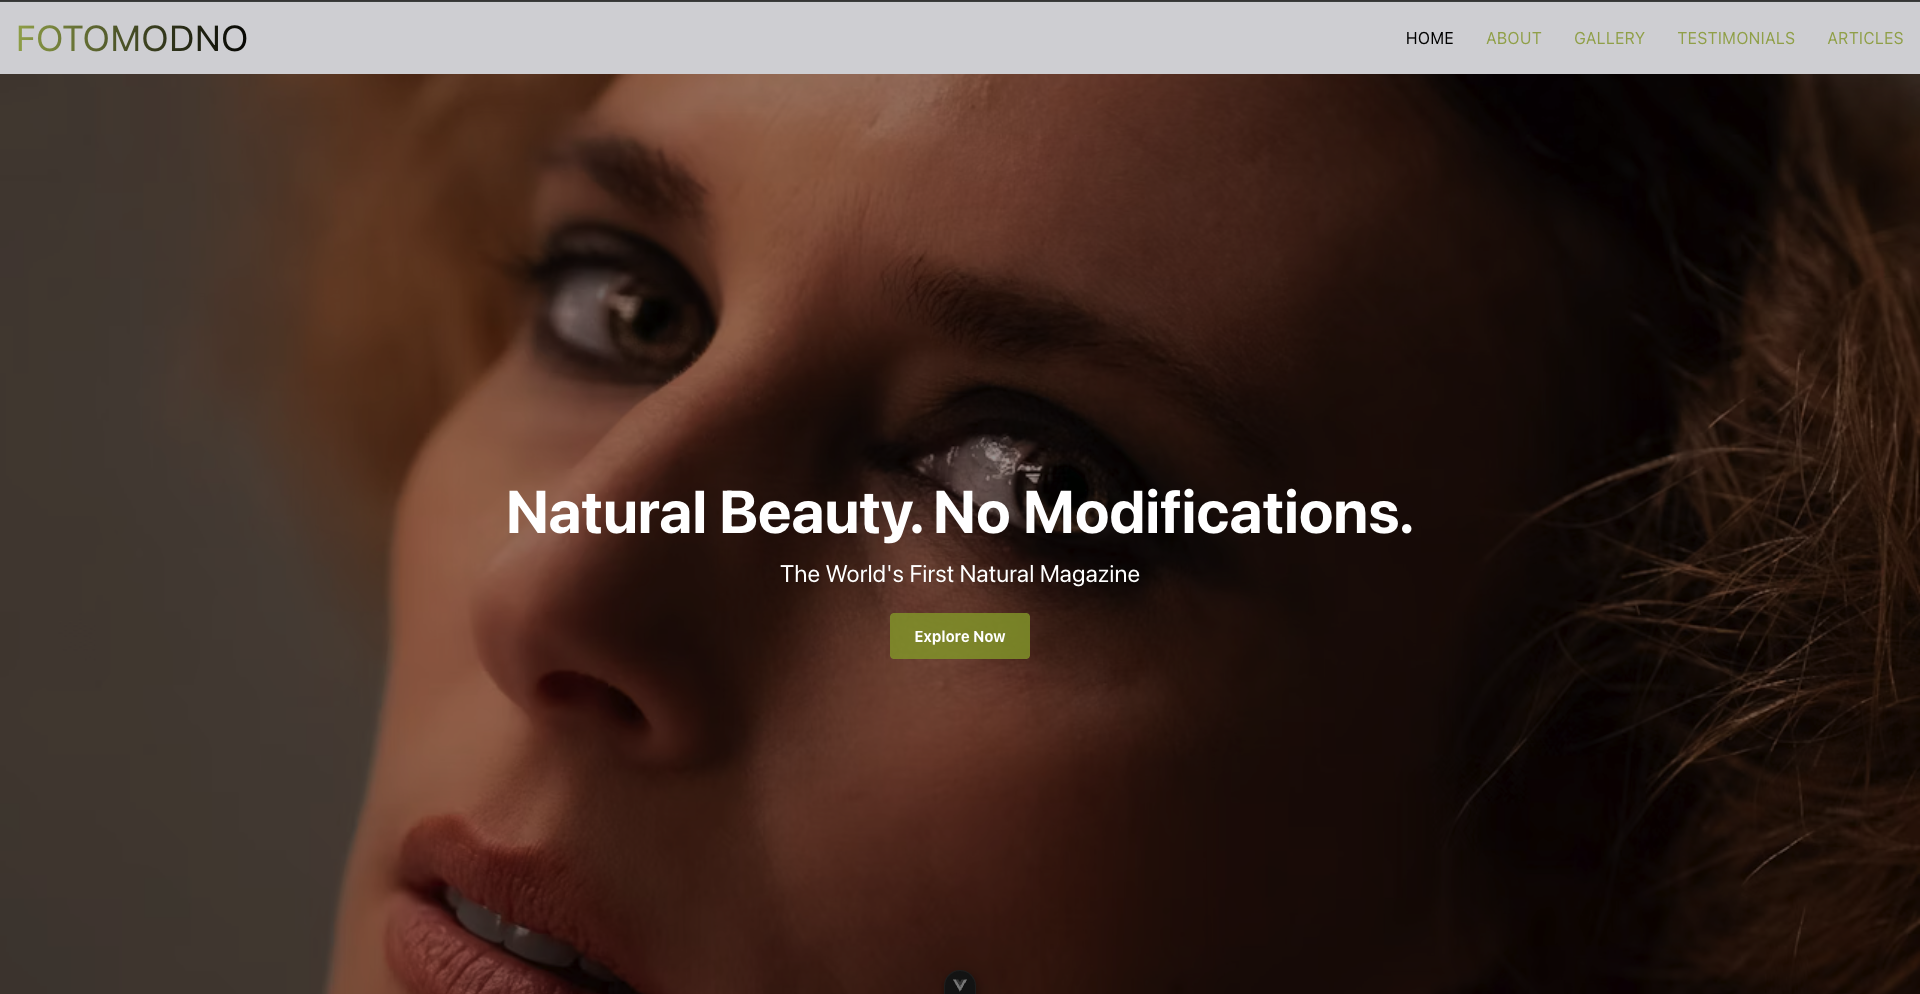 FOTOMODNO
HOME ABOUT GALLERY TESTIMONIALS ARTICLES
Natural Beauty. No Modifications.
The World's First Natural Magazine
Explore Now